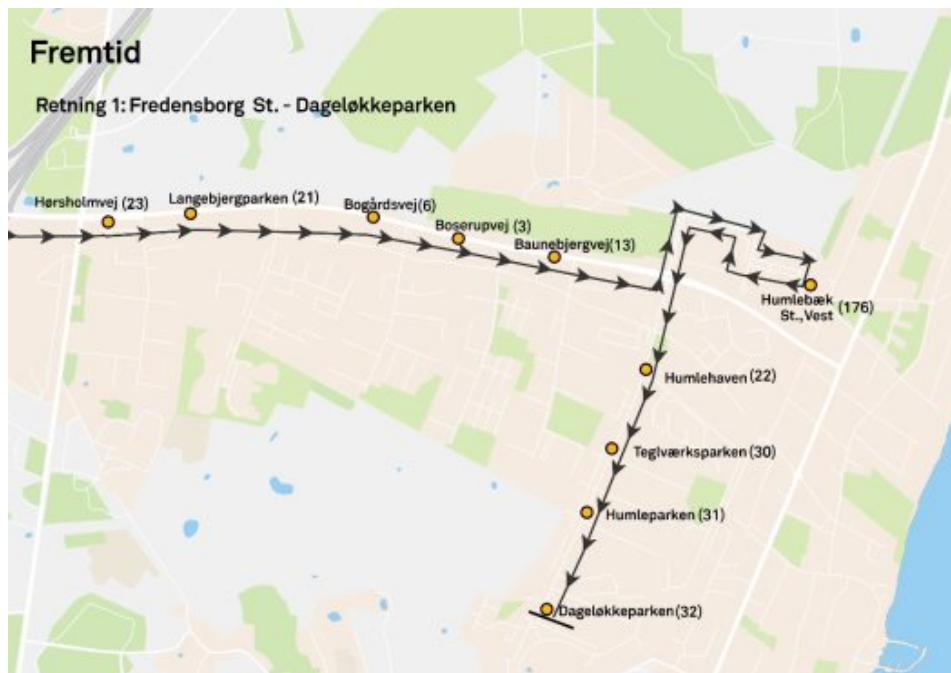 Fremtid
Retning 1: Fredensborg St. - Dageløkkeparken
Hørsholmvej (23)
Langebjergparken (21)
Bogårdsvej(6)
Boserupvej (3)
Baunebjergvej(13)
Humlebæk
St., Vest (176)
Humlehaven (22)
Teglværksparken (30)
Humleparken (31)
Dageløkkeparken (32)